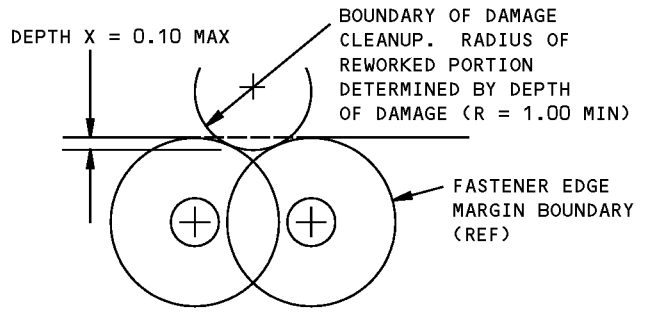 DEPTH X = 0.10 MAX
BOUNDARY OF DAMAGE
CLEANUP. RADIUS OF
REWORKED PORTION
DETERMINED BY DEPTH
OF DAMAGE (R = 1.00 MIN)
FASTENER EDGE
MARGIN BOUNDARY
(REF)